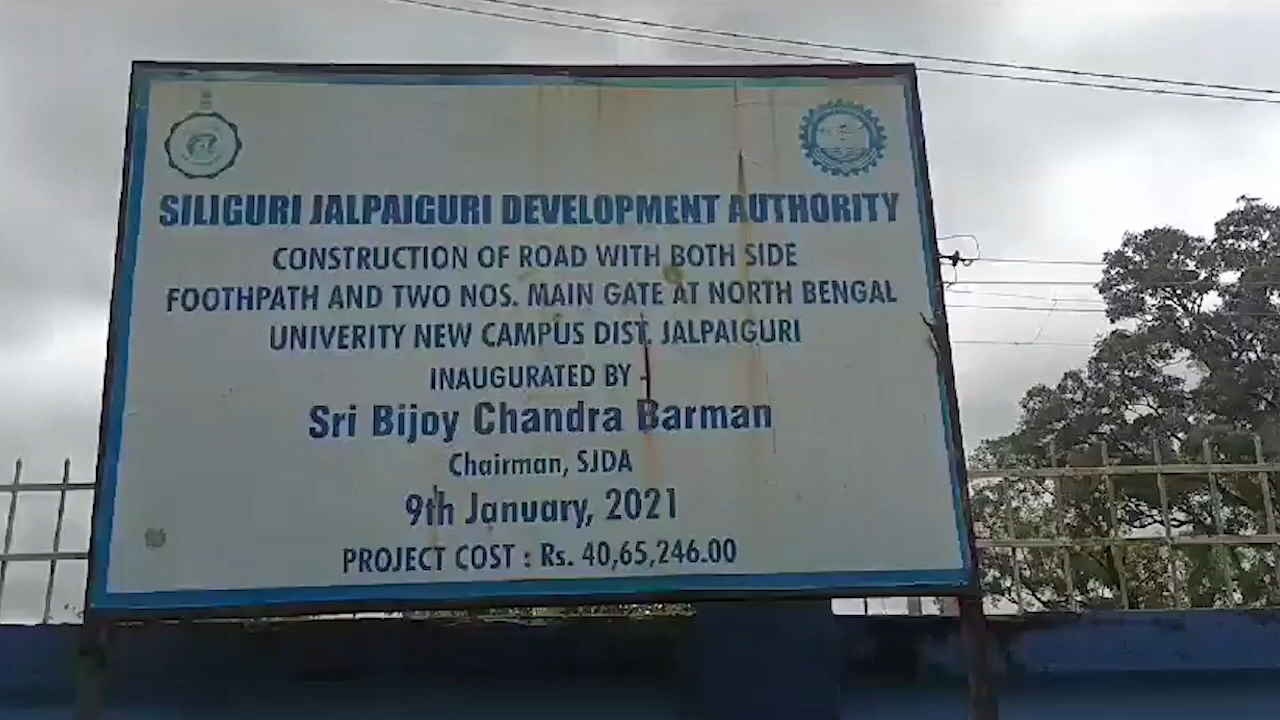 SILIGURI JALPAIGURI DEVELOPMENT AUTHORITY
CONSTRUCTION OF ROAD WITH BOTH SIDE
FOOTHPATH AND TWO NOS. MAIN GATE AT NORTH BENGAL
UNIVERITY NEW CAMPUS DIST. JALPAIGURI
INAUGURATED BY -
Sri Bijoy Chandra Barman
Chairman, SJDA
9th January, 2021
PROJECT COST : Rs. 40,65,246.00